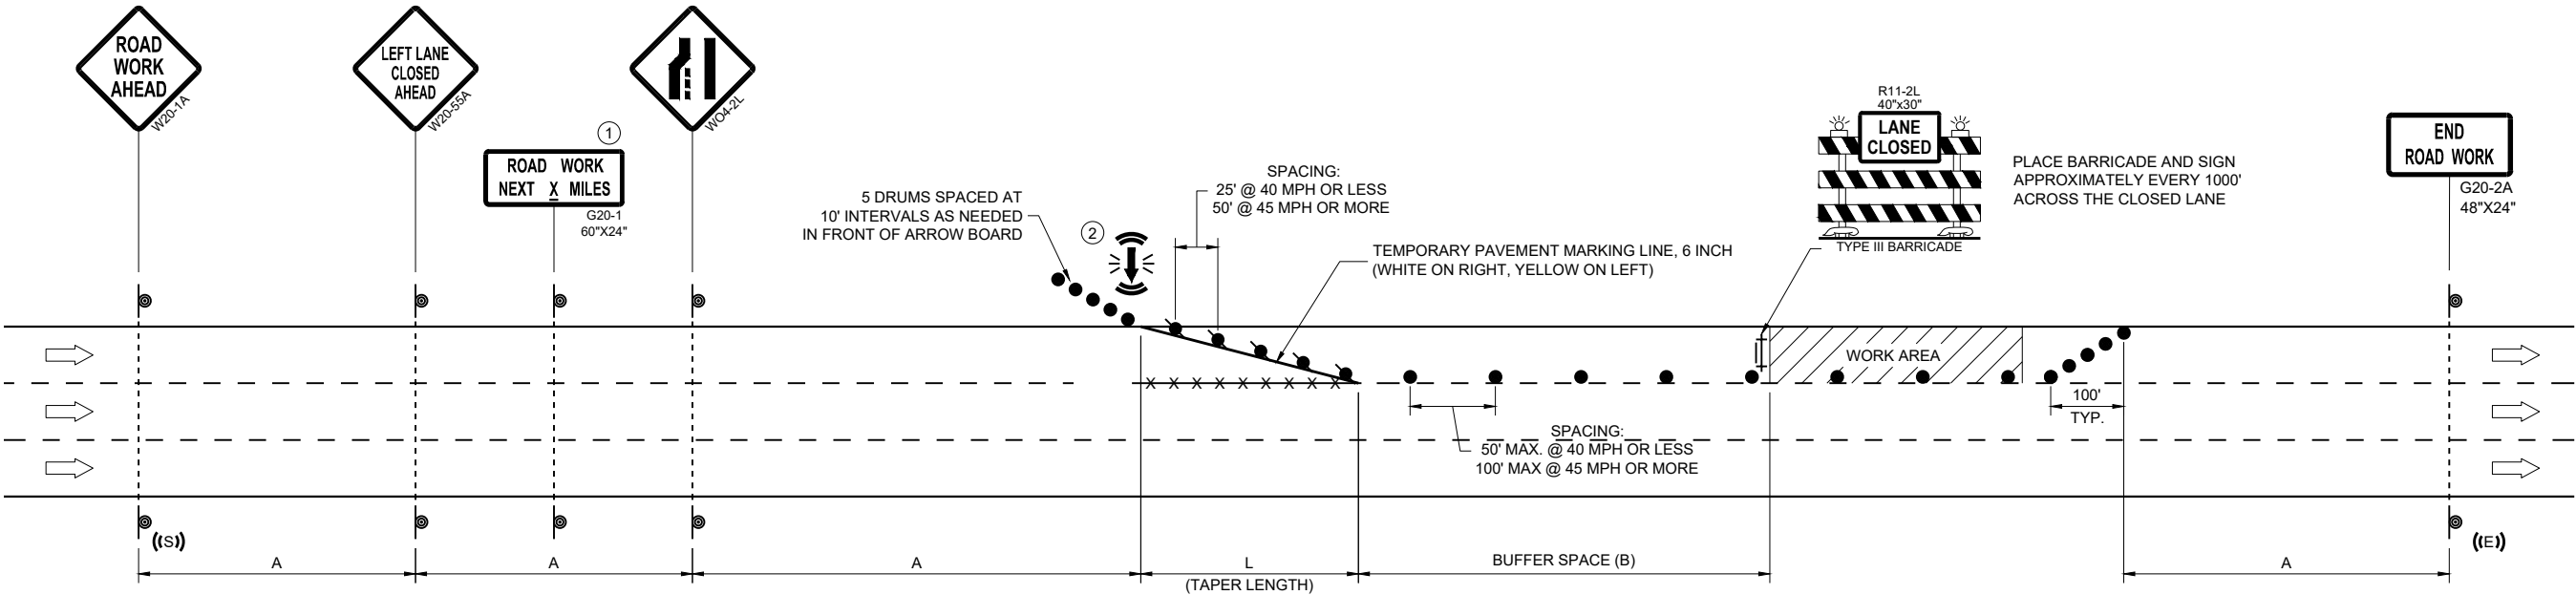 ROAD
WORK
AHEAD
W20-1A
LEFT LANE
CLOSED
AHEAD
W20-55A
1
ROAD WORK
NEXT X MILES
G20-1
60"X24"
WO4-2L
5 DRUMS SPACED AT
10' INTERVALS AS NEEDED
IN FRONT OF ARROW BOARD
2
SPACING:
25' @ 40 MPH OR LESS
50' @ 45 MPH OR MORE
TEMPORARY PAVEMENT MARKING LINE, 6 INCH
(WHITE ON RIGHT, YELLOW ON LEFT)
R11-2L
40"x30"
LANE
CLOSED
TYPE III BARRICADE
PLACE BARRICADE AND SIGN
APPROXIMATELY EVERY 1000'
ACROSS THE CLOSED LANE
END
ROAD WORK
G20-2A
48"X24"
WORK AREA
X X X X X X X X X
100'
TYP.
SPACING:
50' MAX. @ 40 MPH OR LESS
100' MAX @ 45 MPH OR MORE
((S))
((E))
A
A
A
L
(TAPER LENGTH)
BUFFER SPACE (B)
A